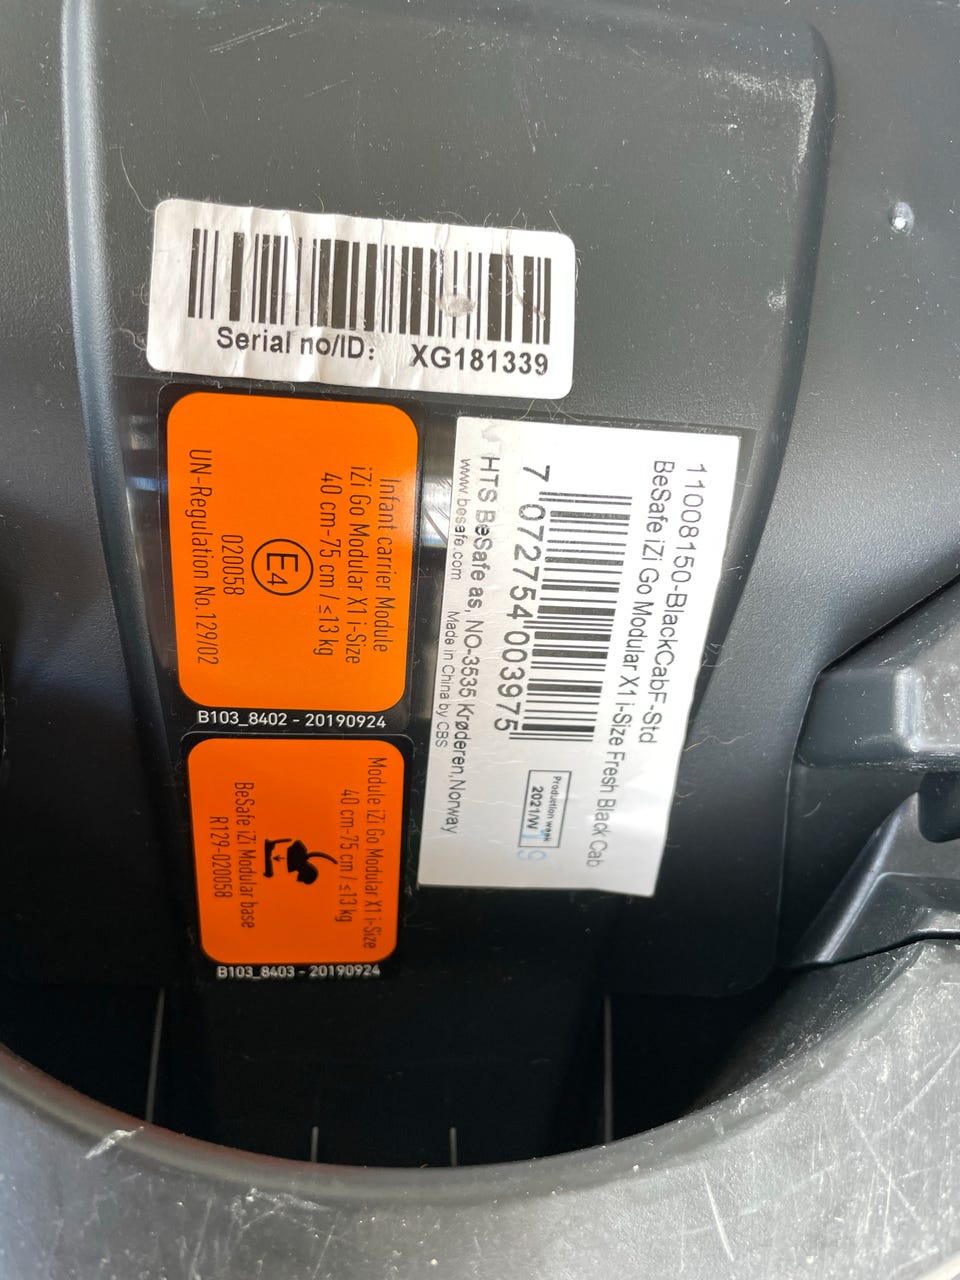 Serial no/ID: XG181339
Infant carrier Module
iZi Go Modular X1 i-Size
40 cm-75 cm / ≤13 kg
E4
020058
UN-Regulation No.129/02
B103_8402 - 20190924
11008150-BlackCabF-Std
BeSafe iZi Go Modular X1 i-Size Fresh Black Cab
7 072754 003975
HTS BeSafe as, NO-3535 Krøderen,Norway
www.besafe.com Made in China by CBS
Production week
2021/W 19
Module iZi Go Modular X1 i-Size
40 cm-75 cm / ≤13 kg
BeSafe iZi Modular base
R129-020058
B103_8403 - 20190924